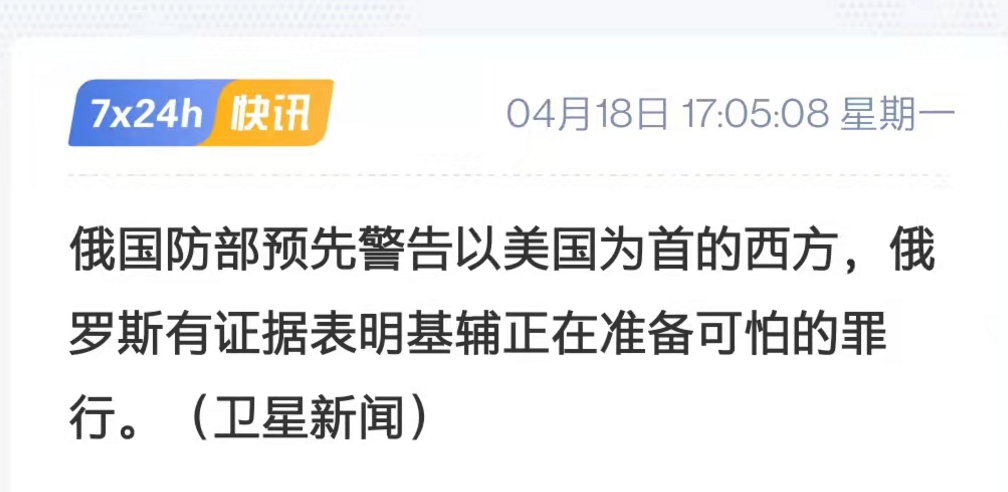 7x24h 快讯 04月18日 17:05:08 星期一
俄国防部预先警告以美国为首的西方，俄
罗斯有证据表明基辅正在准备可怕的罪
行。（卫星新闻）